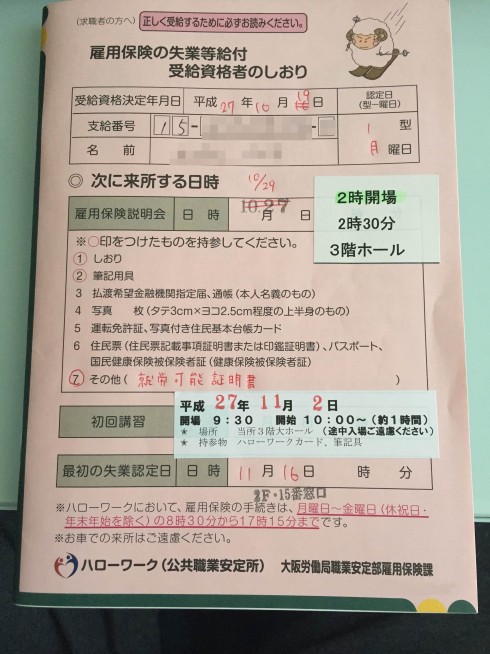 （求職者の方へ） 正しく受給するために必ずお読みください。
雇用保険の失業等給付
受給資格者のしおり
受給資格決定年月日 平成27年10月19日 認定日
（型－曜日）
支給番号 15- 1 型
名 前 月 曜日
◎ 次に来所する日時 10/29
雇用保険説明会 日 時 10.27 月 日
2時開場
2時30分
3階ホール
※○印をつけたものを持参してください。
① しおり
② 筆記用具
3 払渡希望金融機関指定届、通帳（本人名義のもの）
4 写真 枚（タテ3cm×ヨコ2.5cm程度の上半身のもの）
5 運転免許証、写真付き住民基本台帳カード
6 住民票（住民票記載事項証明書または印鑑証明書）、パスポート、
国民健康保険被保険者証（健康保険被保険者証）
⑦ その他（ 就労可能証明書 ）
初回講習
平成 27年 11月 2日
開場 9：30 開始 10：00～（約1時間）
★ 場所 当所3階大ホール（途中入場ご遠慮ください）
★ 持参物 ハローワークカード、筆記具
最初の失業認定日 11月16日 時 分
2F・15番窓口
※ハローワークにおいて、雇用保険の手続きは、月曜日～金曜日（休祝日・
年末年始を除く）の8時30分から17時15分までです。
※お車での来所はご遠慮ください。
ハローワーク（公共職業安定所） 大阪労働局職業安定部雇用保険課